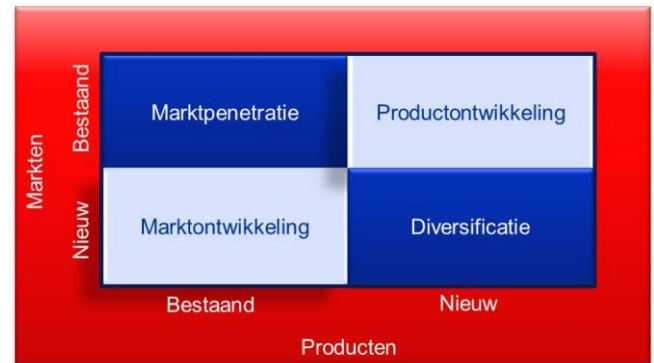 Markten
Bestaand
Marktpenetratie
Productontwikkeling
Nieuw
Marktontwikkeling
Diversificatie
Bestaand
Nieuw
Producten